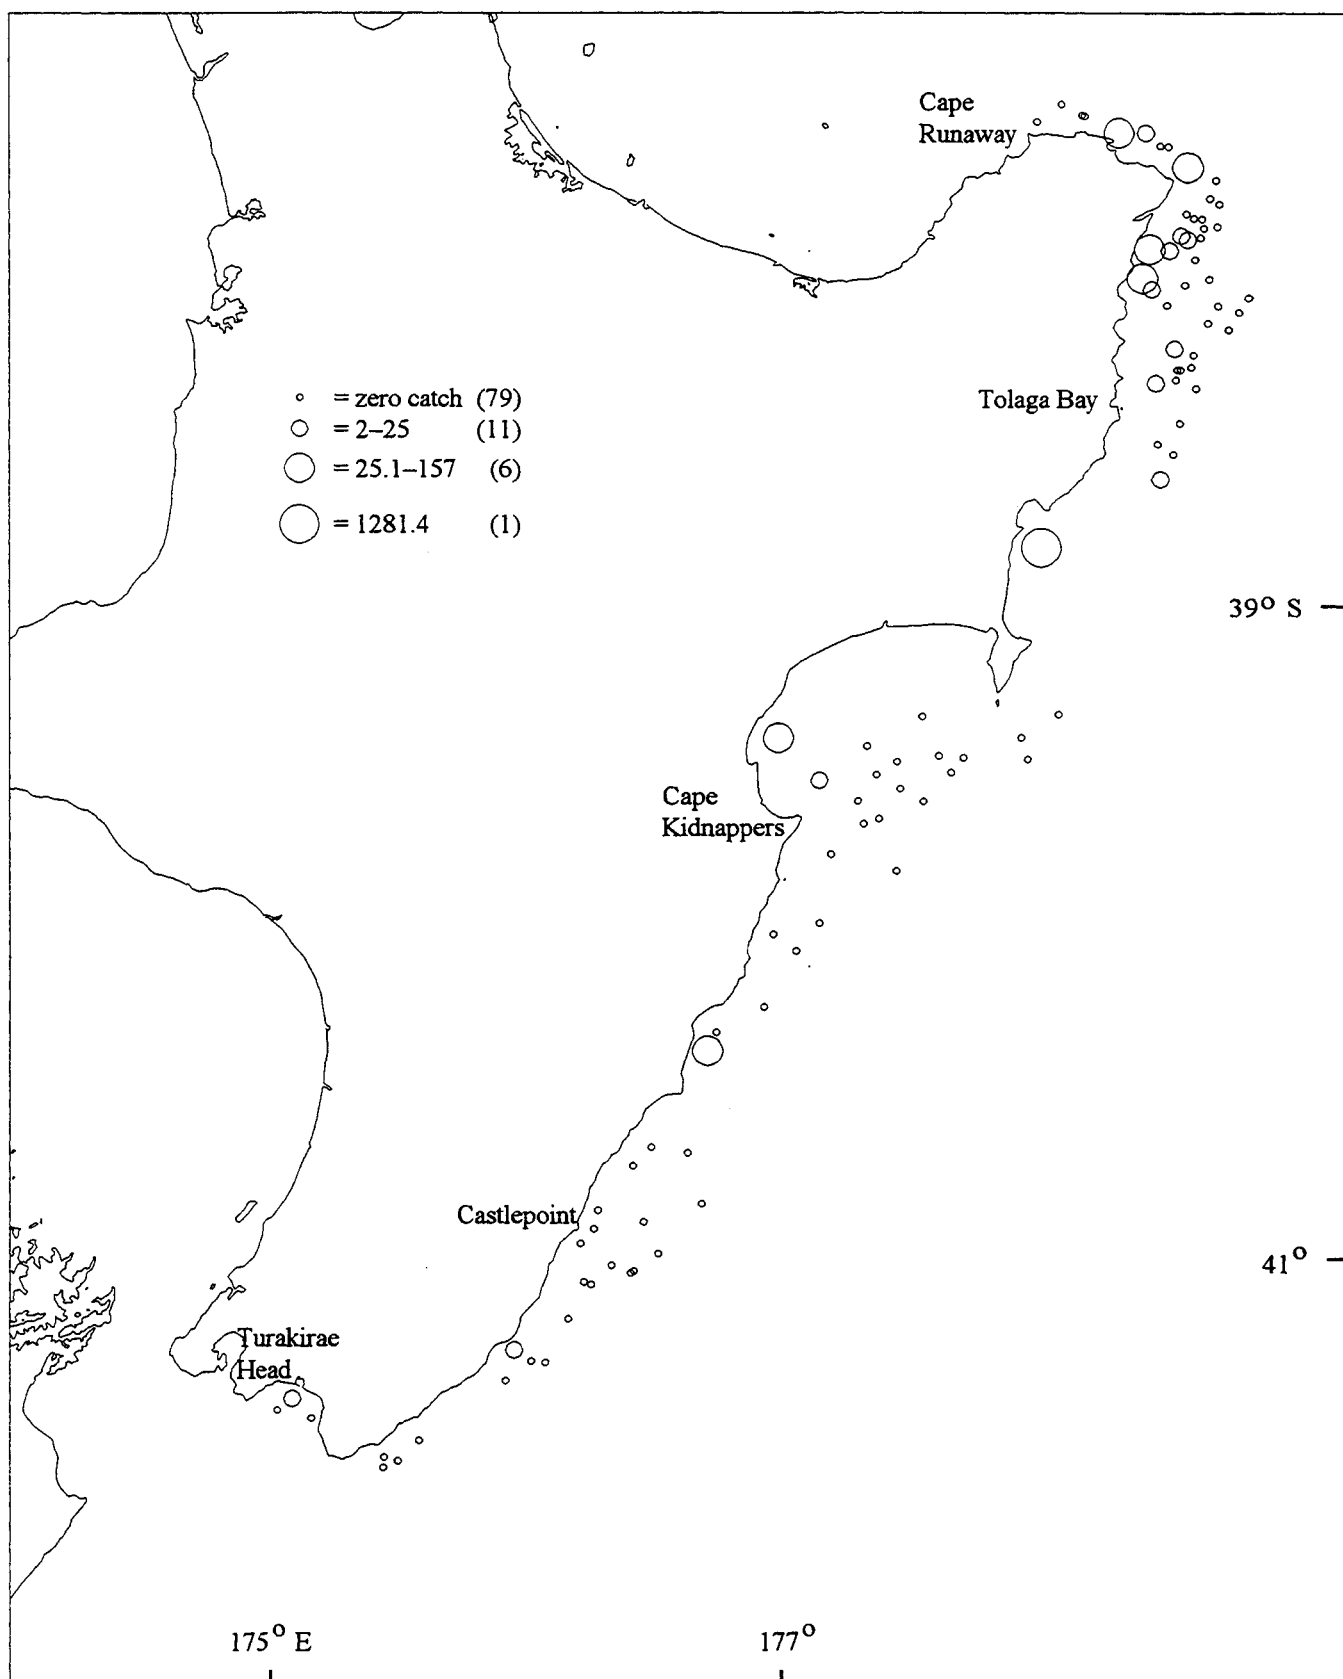 Cape
Runaway
= zero catch (79)
= 2–25 (11)
= 25.1–157 (6)
= 1281.4 (1)
Tolaga Bay
39° S
Cape
Kidnappers
Castlepoint
41°
Turakirae
Head
175° E 177°